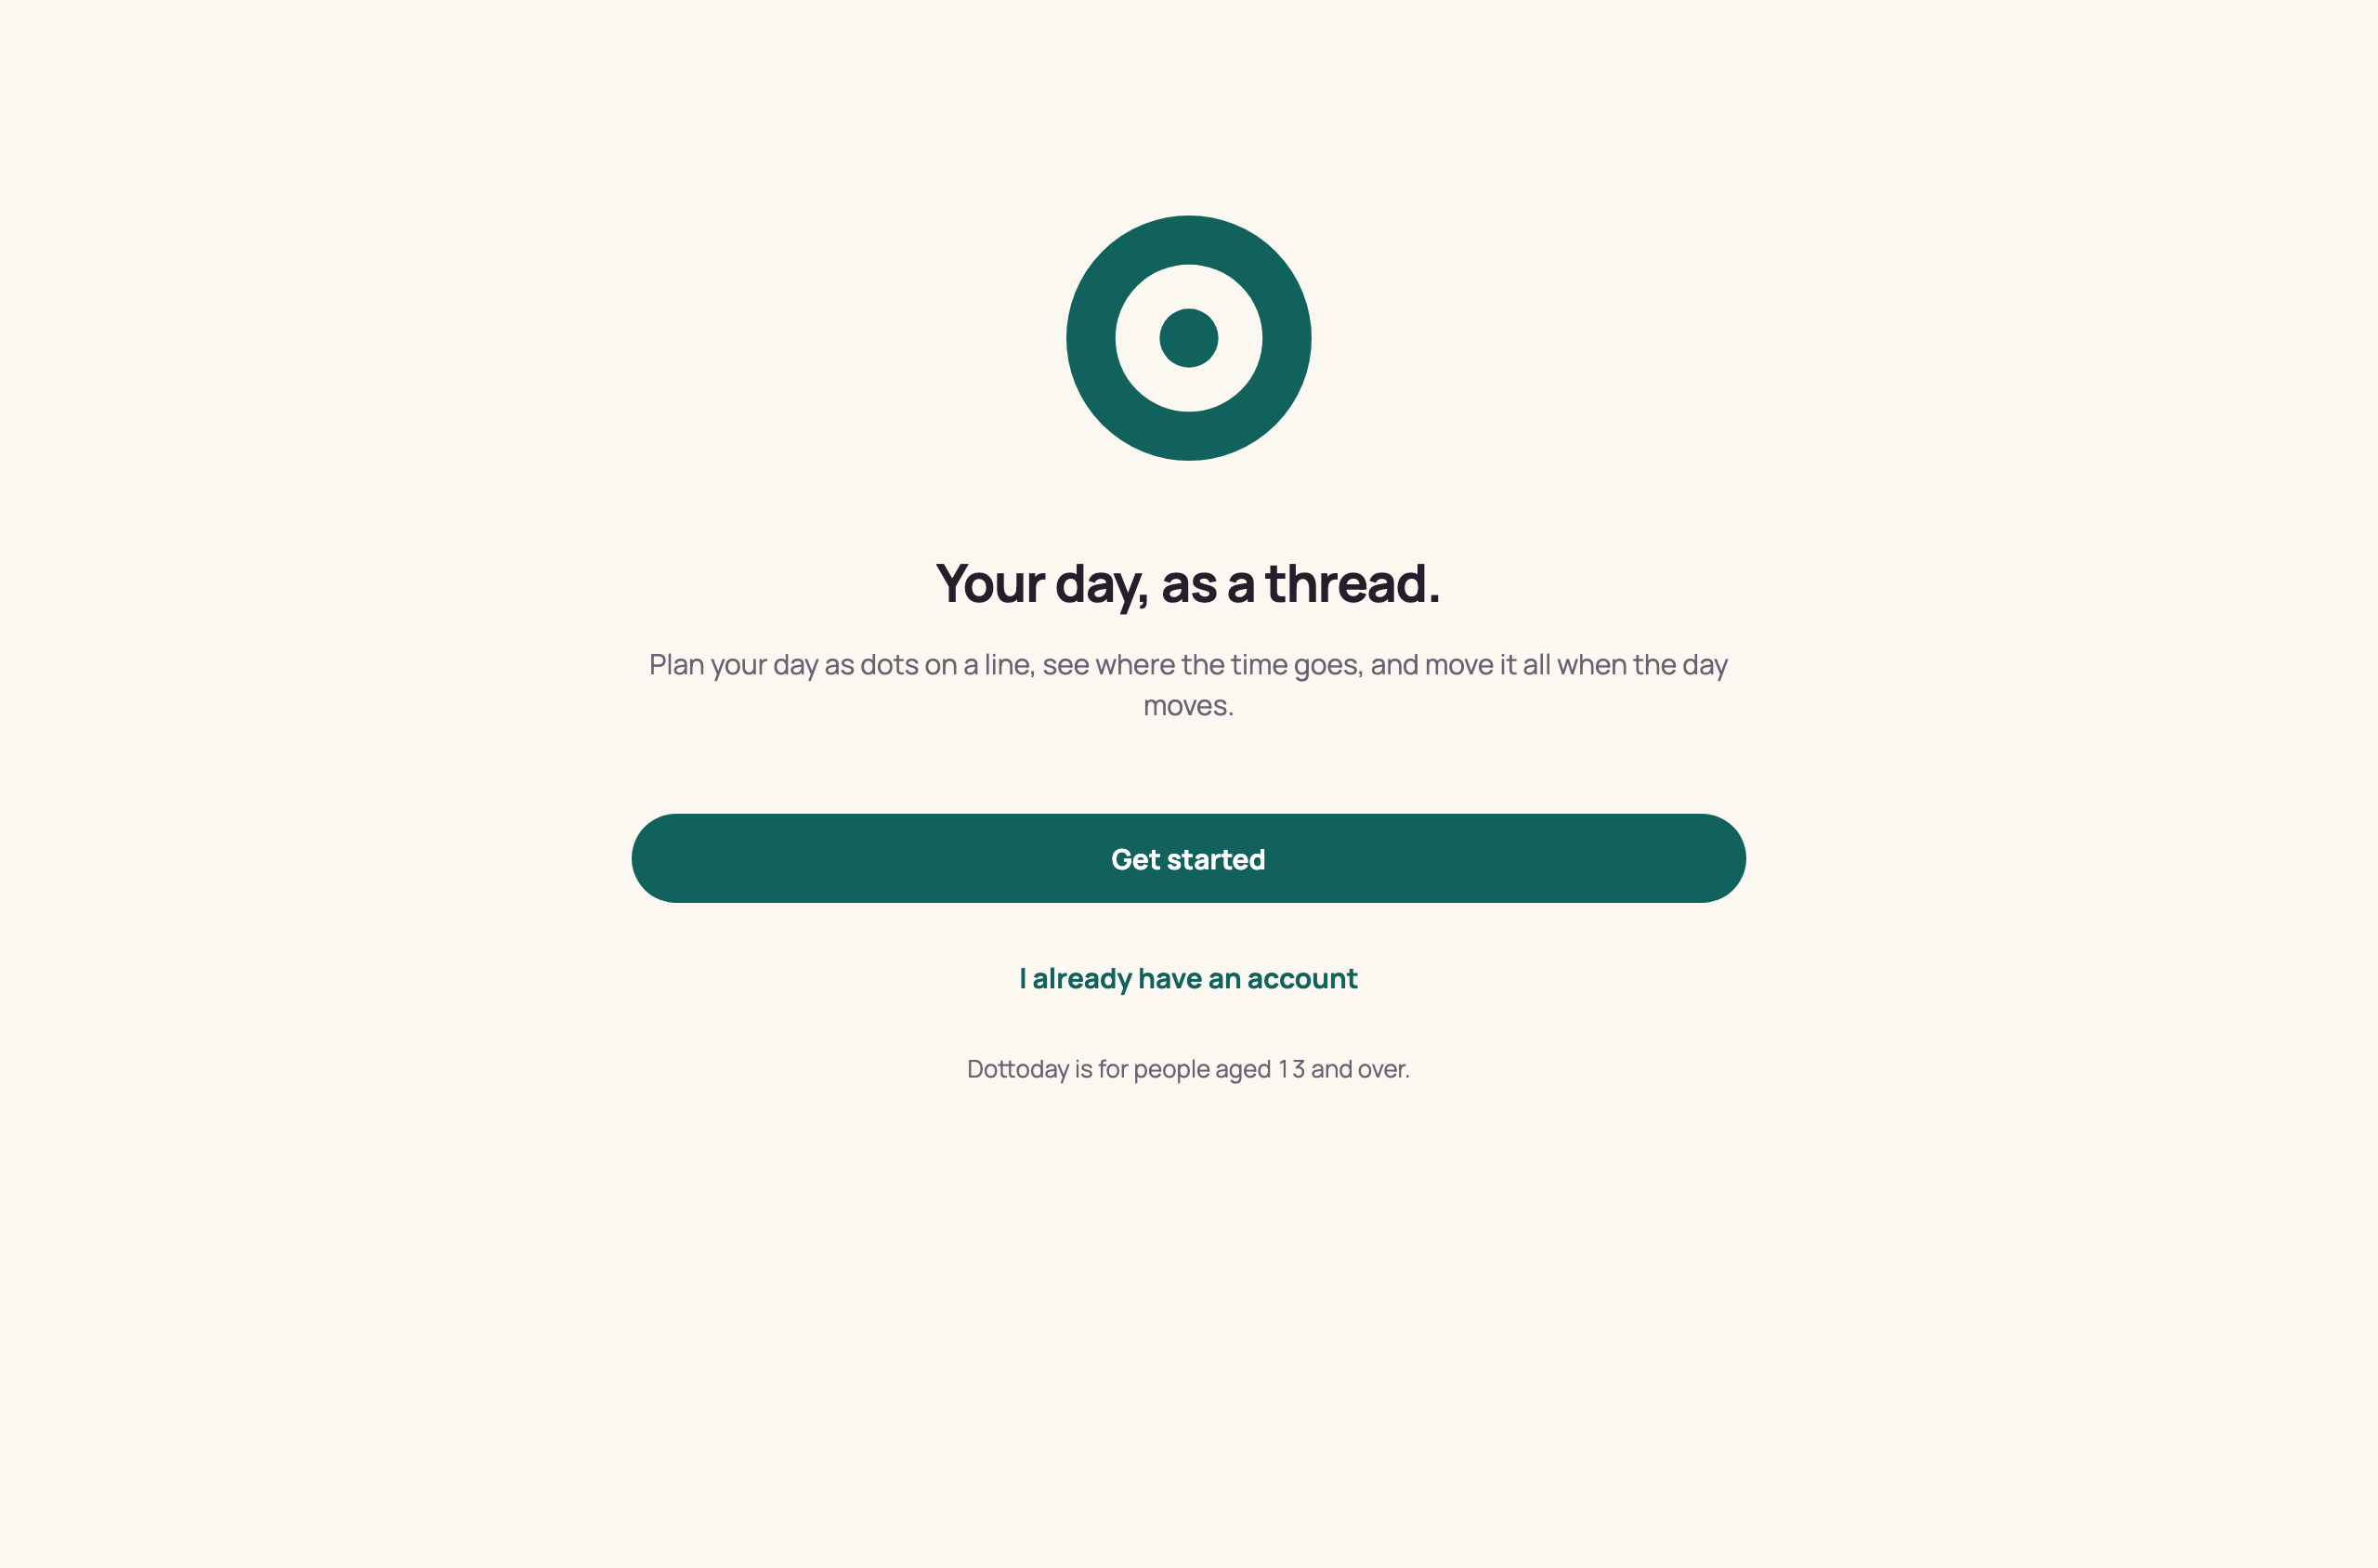 Your day, as a thread.
Plan your day as dots on a line, see where the time goes, and move it all when the day
moves.
Get started
I already have an account
Dottoday is for people aged 13 and over.